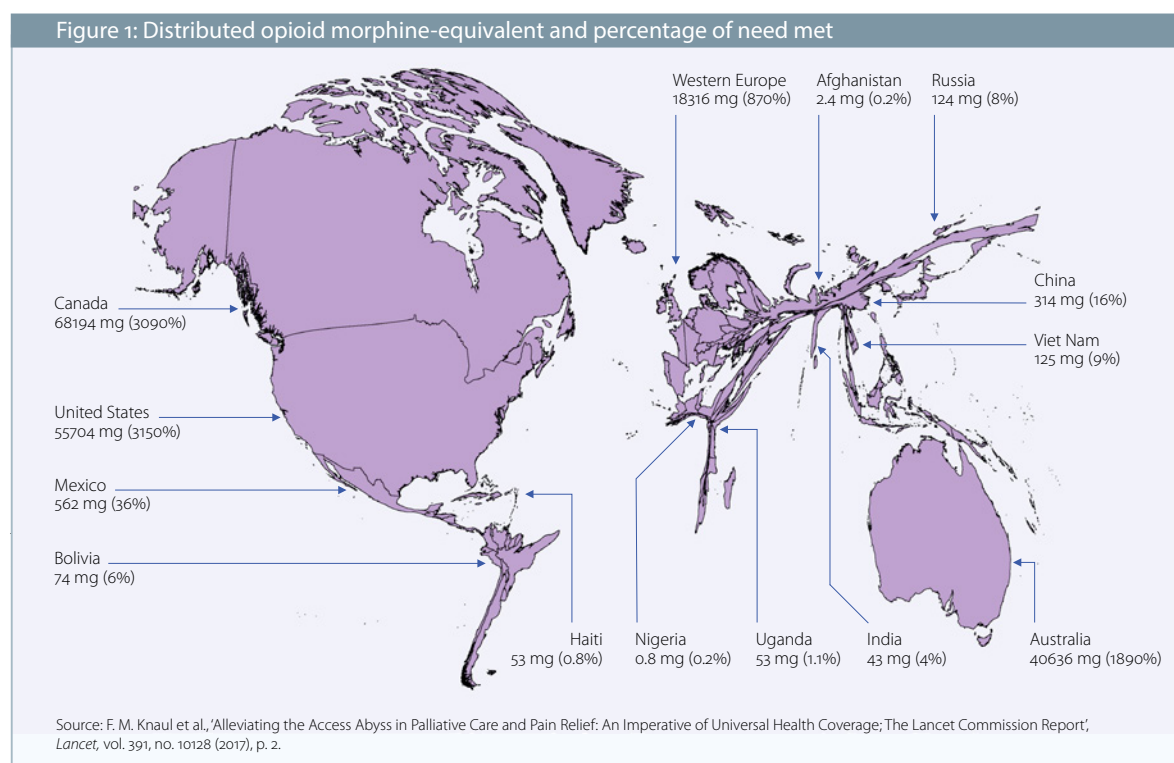 Figure 1: Distributed opioid morphine-equivalent and percentage of need met
Western Europe
18316 mg (870%)
Afghanistan
2.4 mg (0.2%)
Russia
124 mg (8%)
Canada
68194 mg (3090%)
China
314 mg (16%)
Viet Nam
125 mg (9%)
United States
55704 mg (3150%)
Mexico
562 mg (36%)
Bolivia
74 mg (6%)
Haiti
53 mg (0.8%)
Nigeria
0.8 mg (0.2%)
Uganda
53 mg (1.1%)
India
43 mg (4%)
Australia
40636 mg (1890%)
Source: F. M. Knaul et al., ‘Alleviating the Access Abyss in Palliative Care and Pain Relief: An Imperative of Universal Health Coverage; The Lancet Commission Report’,
Lancet, vol. 391, no. 10128 (2017), p. 2.